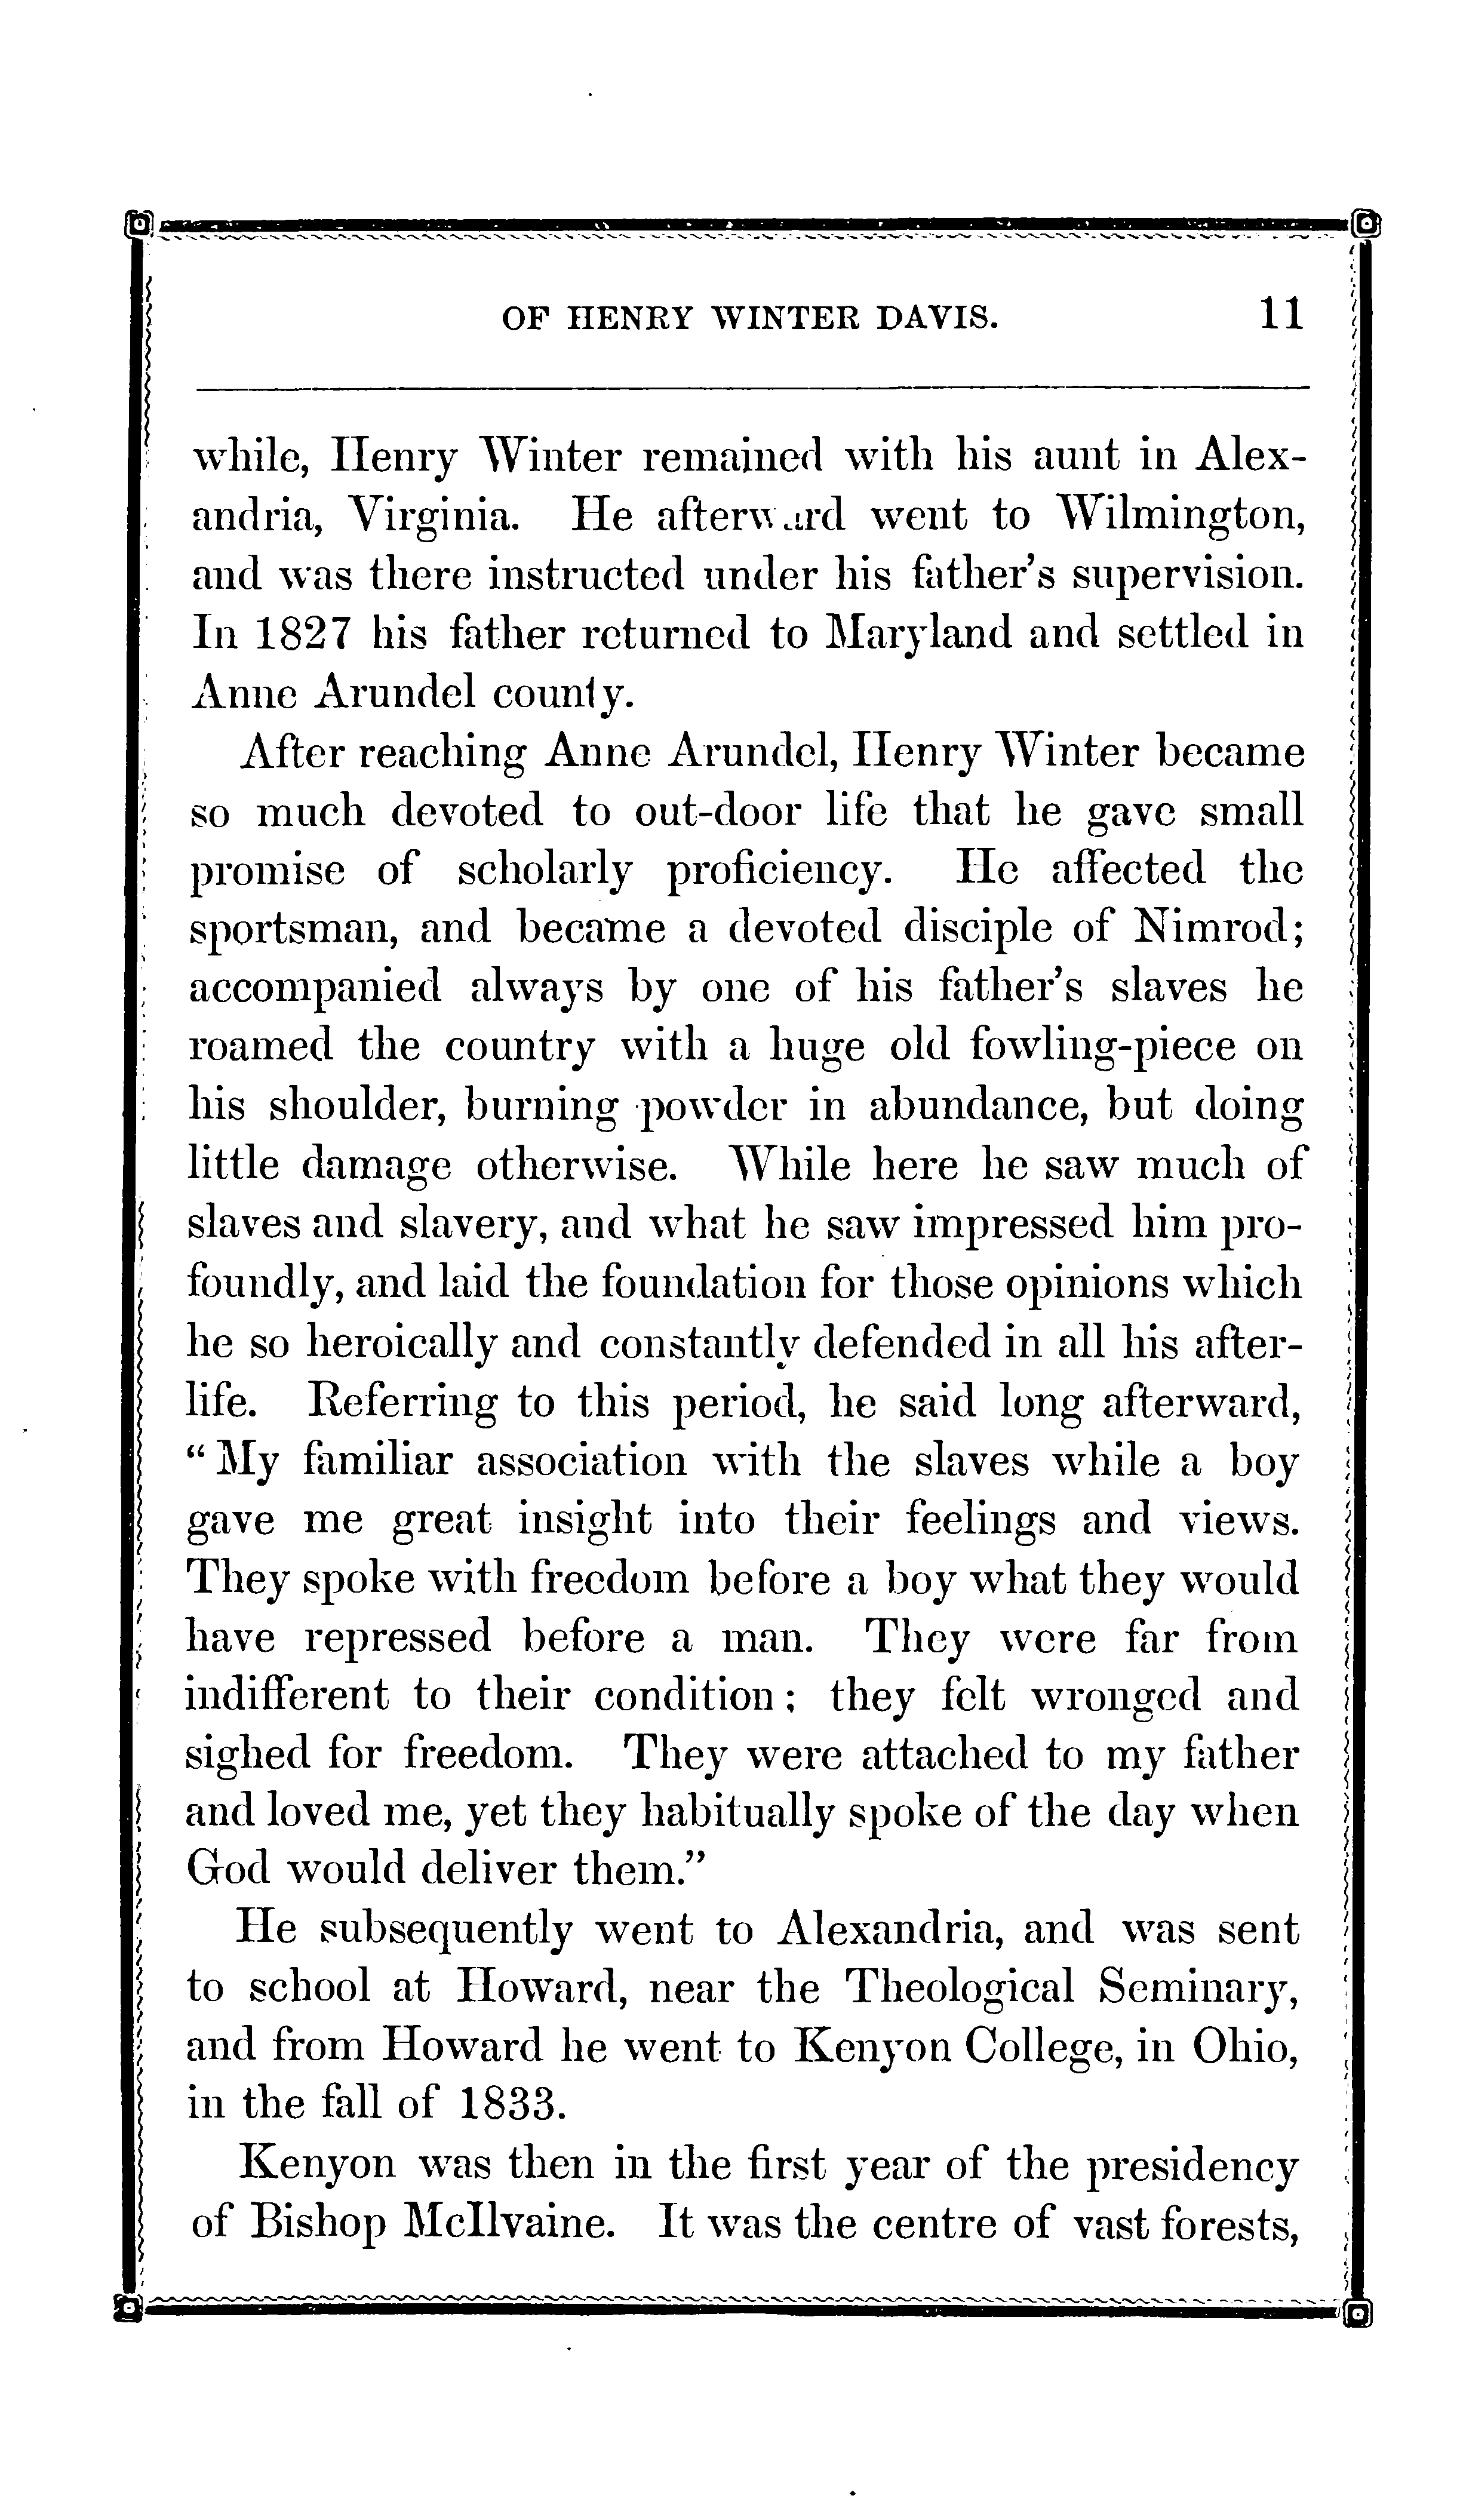 OF HENRY WINTER DAVIS. 11
while, Henry Winter remained with his aunt in Alex-
andria, Virginia. He afterward went to Wilmington,
and was there instructed under his father's supervision.
In 1827 his father returned to Maryland and settled in
Anne Arundel county.
After reaching Anne Arundel, Henry Winter became
so much devoted to out-door life that he gave small
promise of scholarly proficiency. He affected the
sportsman, and became a devoted disciple of Nimrod;
accompanied always by one of his father's slaves he
roamed the country with a huge old fowling-piece on
his shoulder, burning powder in abundance, but doing
little damage otherwise. While here he saw much of
slaves and slavery, and what he saw impressed him pro-
foundly, and laid the foundation for those opinions which
he so heroically and constantly defended in all his after-
life. Referring to this period, he said long afterward,
"My familiar association with the slaves while a boy
gave me great insight into their feelings and views.
They spoke with freedom before a boy what they would
have repressed before a man. They were far from
indifferent to their condition; they felt wronged and
sighed for freedom. They were attached to my father
and loved me, yet they habitually spoke of the day when
God would deliver them."
He subsequently went to Alexandria, and was sent
to school at Howard, near the Theological Seminary,
and from Howard he went to Kenyon College, in Ohio,
in the fall of 1833.
Kenyon was then in the first year of the presidency
of Bishop McIlvaine. It was the centre of vast forests,